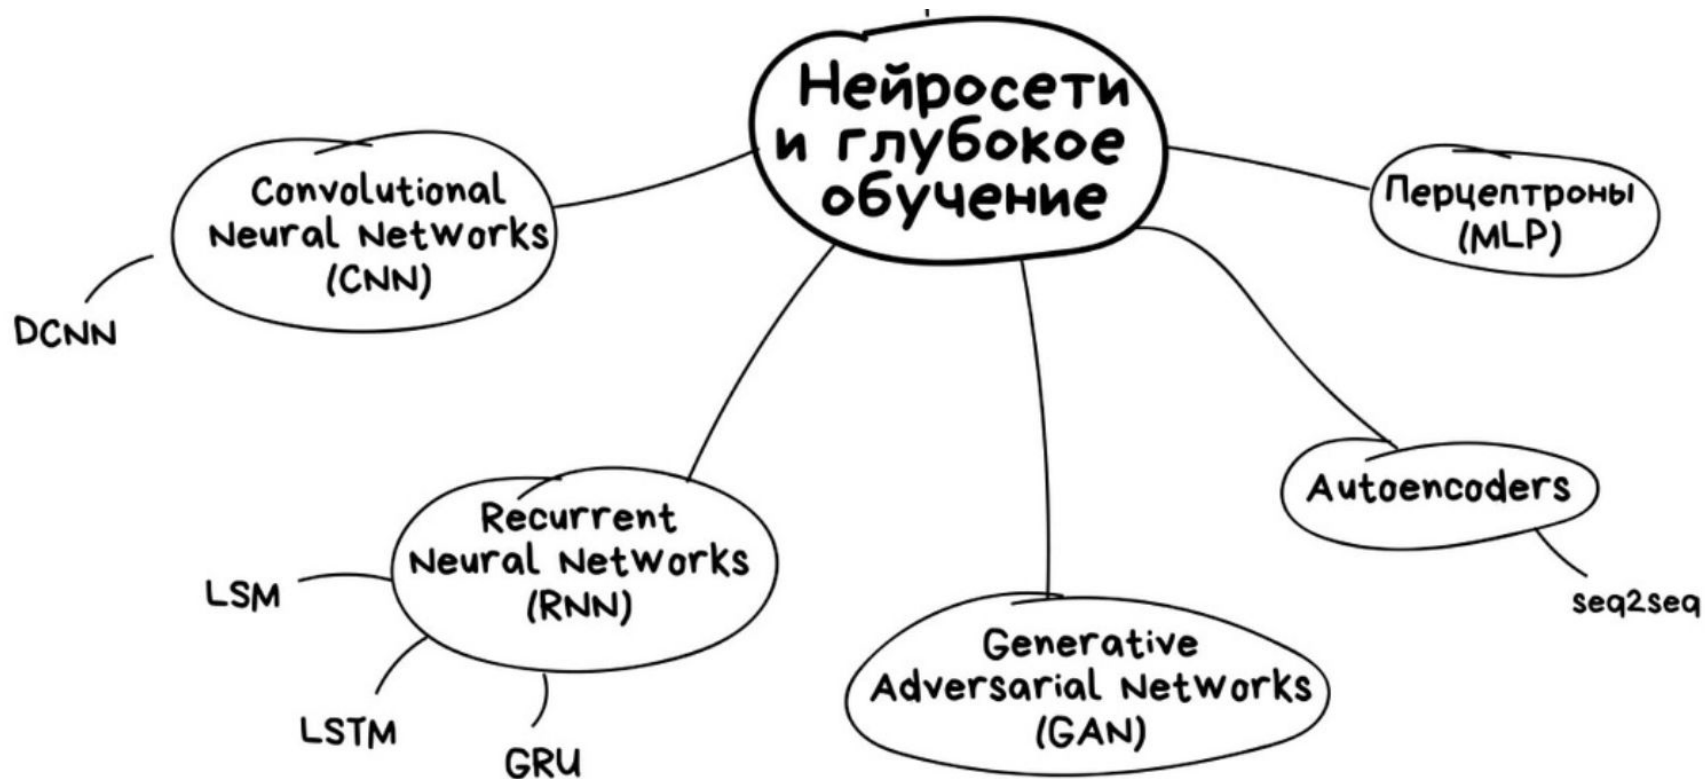 Нейросети
и глубокое
обучение
Convolutional
Neural Networks
(CNN)
DCNN
Перцептроны
(MLP)
Recurrent
Neural Networks
(RNN)
LSM
LSTM
GRU
Generative
Adversarial Networks
(GAN)
Autoencoders
seq2seq